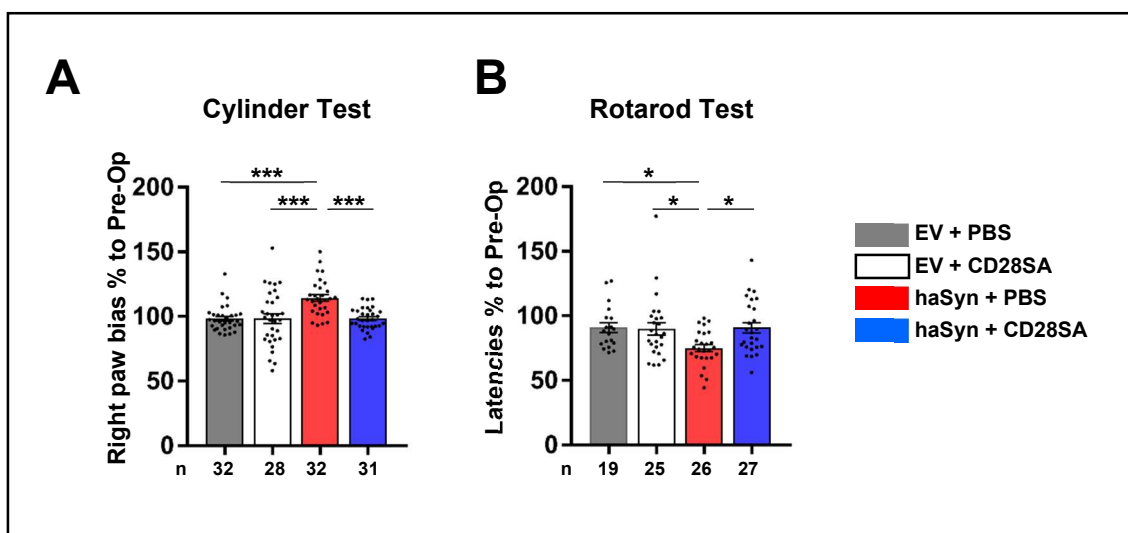 A
Cylinder Test
Right paw bias % to Pre-Op
200
150
100
50
0
***
*** ***
n 32 28 32 31
B
Rotarod Test
Latencies % to Pre-Op
200
150
100
50
0
*
* *
n 19 25 26 27
EV + PBS
EV + CD28SA
haSyn + PBS
haSyn + CD28SA